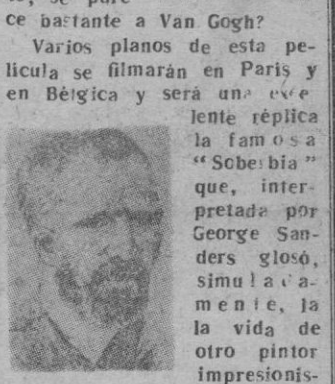 ce bastante a Van Gogh?
Varios planos de esta pe-
lícula se filmarán en París y
en Bélgica y será una
lente réplica
la famosa
"Soberbia"
que, inter-
pretada por
George San-
ders glosó,
simulada-
mente, la
la vida de
otro pintor
impresionis-